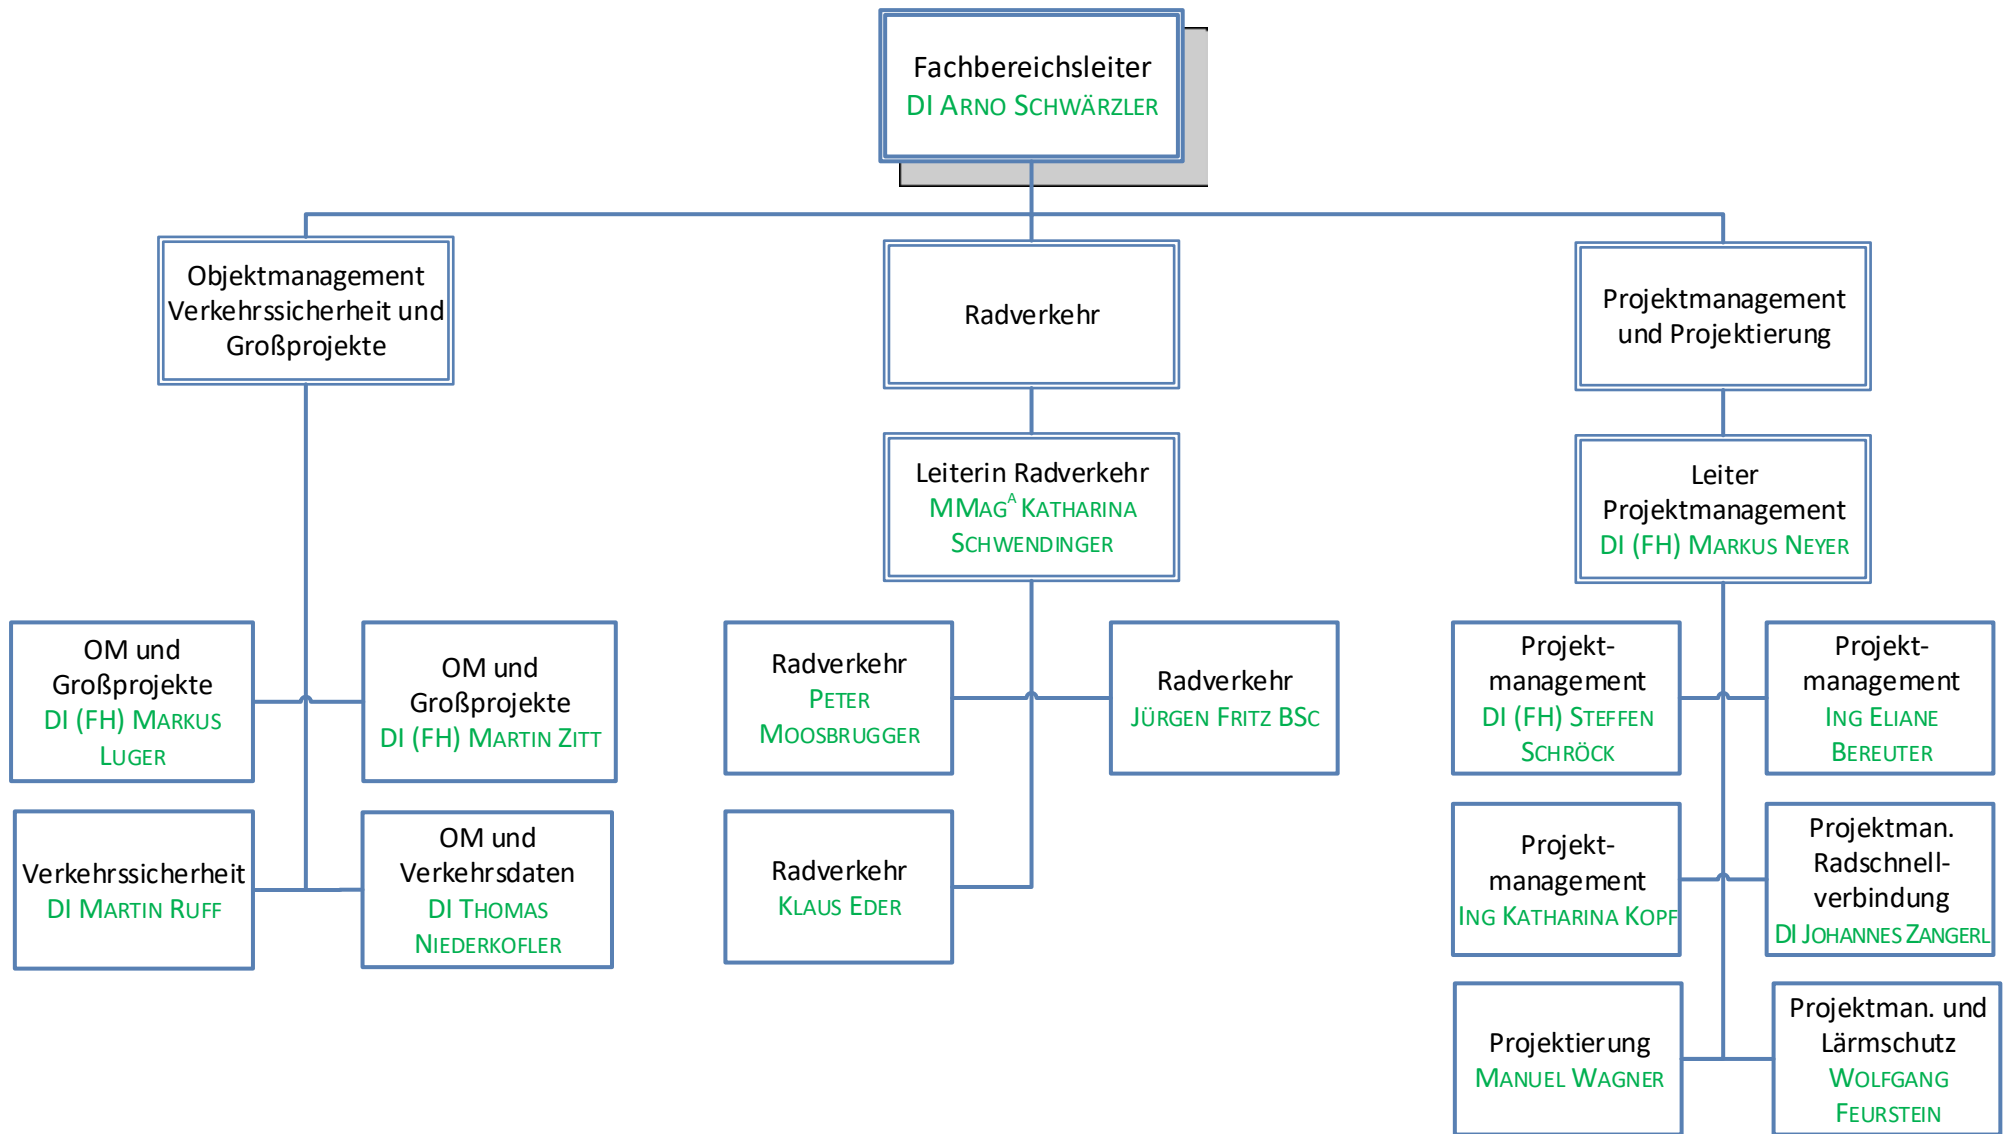 Fachbereichsleiter
DI ARNO SCHWÄRZLER
Objektmanagement
Verkehrssicherheit und
Großprojekte
Radverkehr
Projektmanagement
und Projektierung
Leiterin Radverkehr
MMAG^A KATHARINA
SCHWENDINGER
Leiter
Projektmanagement
DI (FH) MARKUS NEYER
OM und
Großprojekte
DI (FH) MARKUS
LUGER
OM und
Großprojekte
DI (FH) MARTIN ZITT
Radverkehr
PETER
MOOSBRUGGER
Radverkehr
JÜRGEN FRITZ BSC
Projekt-
management
DI (FH) STEFFEN
SCHRÖCK
Projekt-
management
ING ELIANE
BEREUTER
Verkehrssicherheit
DI MARTIN RUFF
OM und
Verkehrsdaten
DI THOMAS
NIEDERKOFLER
Radverkehr
KLAUS EDER
Projekt-
management
ING KATHARINA KOPF
Projektman.
Radschnell-
verbindung
DI JOHANNES ZANGERL
Projektierung
MANUEL WAGNER
Projektman. und
Lärmschutz
WOLFGANG
FEURSTEIN